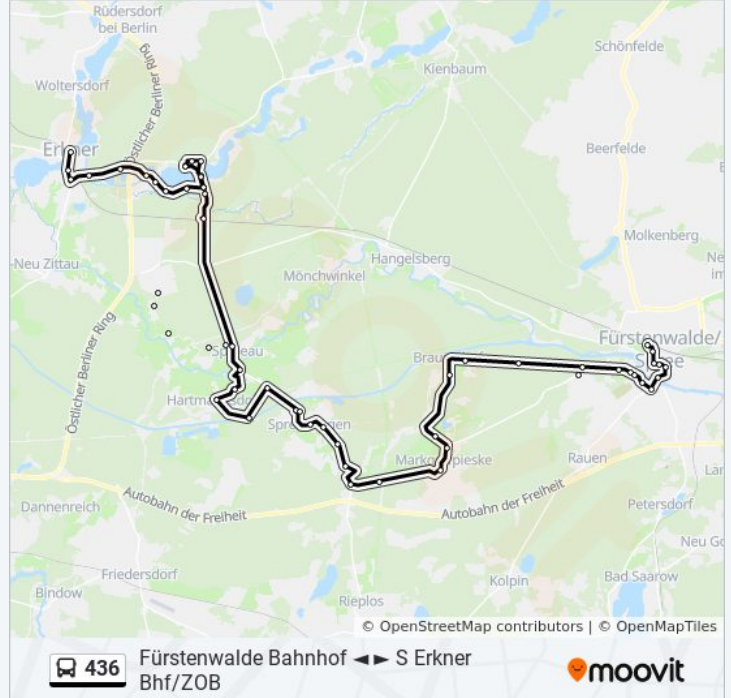 Rüdersdorf
bei Berlin
Schönfelde
Kienbaum
Woltersdorf
Östlicher Berliner Ring
Erkner
Beerfelde
Molkenberg
Hangelsberg
Neu Zittau
Mönchwinkel
Östlicher Berliner Ring
Fürstenwalde/
Spreeau
Hartmannsdorf
Rauen
Autobahn der Freiheit
Autobahn der Freiheit
Dannenreich
Petersdorf
Friedersdorf
Kolpin
Bad Saarow
Bindow
Rieplos
© OpenStreetMap contributors | © OpenMapTiles
436
Fürstenwalde Bahnhof ◄ ► S Erkner
Bhf/ZOB
moovit